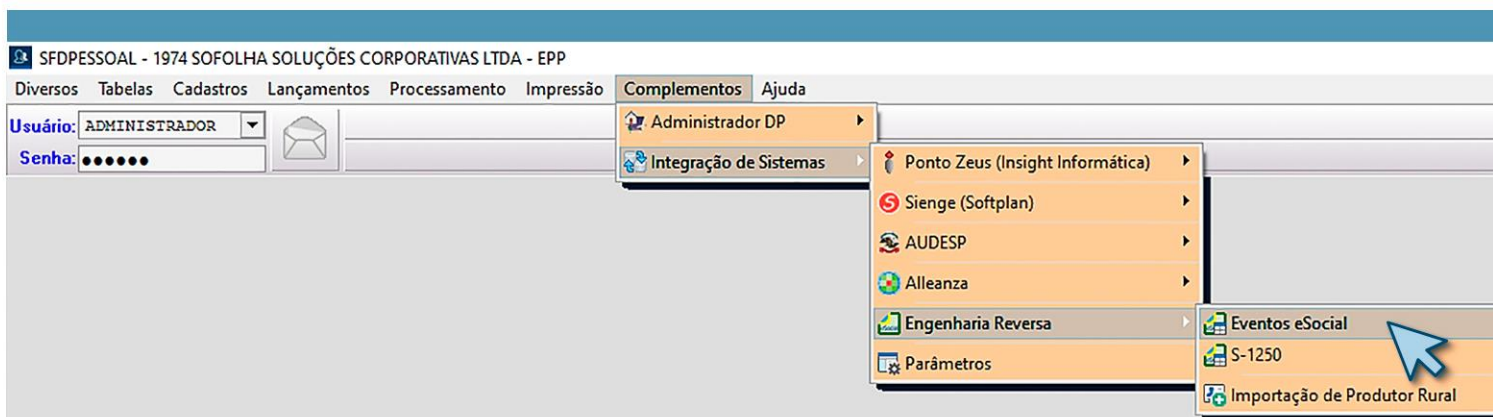 SFDPESSOAL - 1974 SOFOLHA SOLUÇÕES CORPORATIVAS LTDA - EPP
Diversos Tabelas Cadastros Lançamentos Processamento Impressão Complementos Ajuda
Usuário: ADMINISTRADOR
Senha: ●●●●●●
Administrador DP
Integração de Sistemas
Ponto Zeus (Insight Informática)
Sienge (Softplan)
AUDESP
Alleanza
Engenharia Reversa
Parâmetros
Eventos eSocial
S-1250
Importação de Produtor Rural